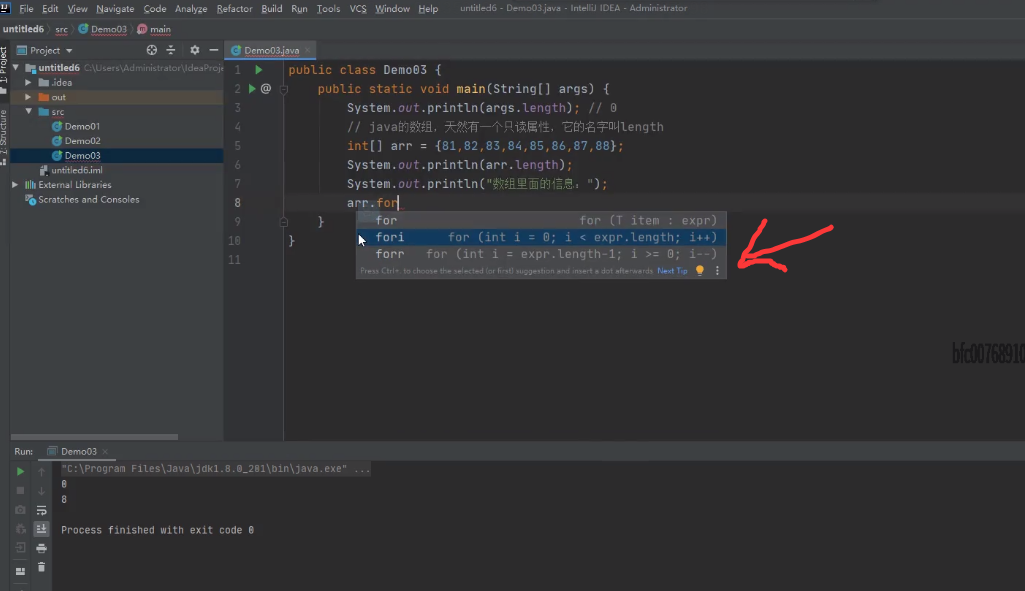 File Edit View Navigate Code Analyze Refactor Build Run Tools VCS Window Help untitled6 - Demo03.java - IntelliJ IDEA - Administrator
untitled6 src Demo03 main
Project Demo03.java
untitled6 C:\Users\Administrator\IdeaProje
.idea
out
src
Demo01
Demo02
Demo03
untitled6.iml
External Libraries
Scratches and Consoles
1: Project
Z: Structure
1 public class Demo03 {
2 @ public static void main(String[] args) {
3 System.out.println(args.length); // 0
4 // java的数组，天然有一个只读属性，它的名字叫length
5 int[] arr = {81,82,83,84,85,86,87,88};
6 System.out.println(arr.length);
7 System.out.println("数组里面的信息：");
8 arr.for
for for (T item : expr)
fori for (int i = 0; i < expr.length; i++)
forr for (int i = expr.length-1; i >= 0; i--)
Press Ctrl+. to choose the selected (or first) suggestion and insert a dot afterwards Next Tip
9 }
10 }
11
bfc00768910
Run: Demo03
"C:\Program Files\Java\jdk1.8.0_281\bin\java.exe" ...
0
8
Process finished with exit code 0